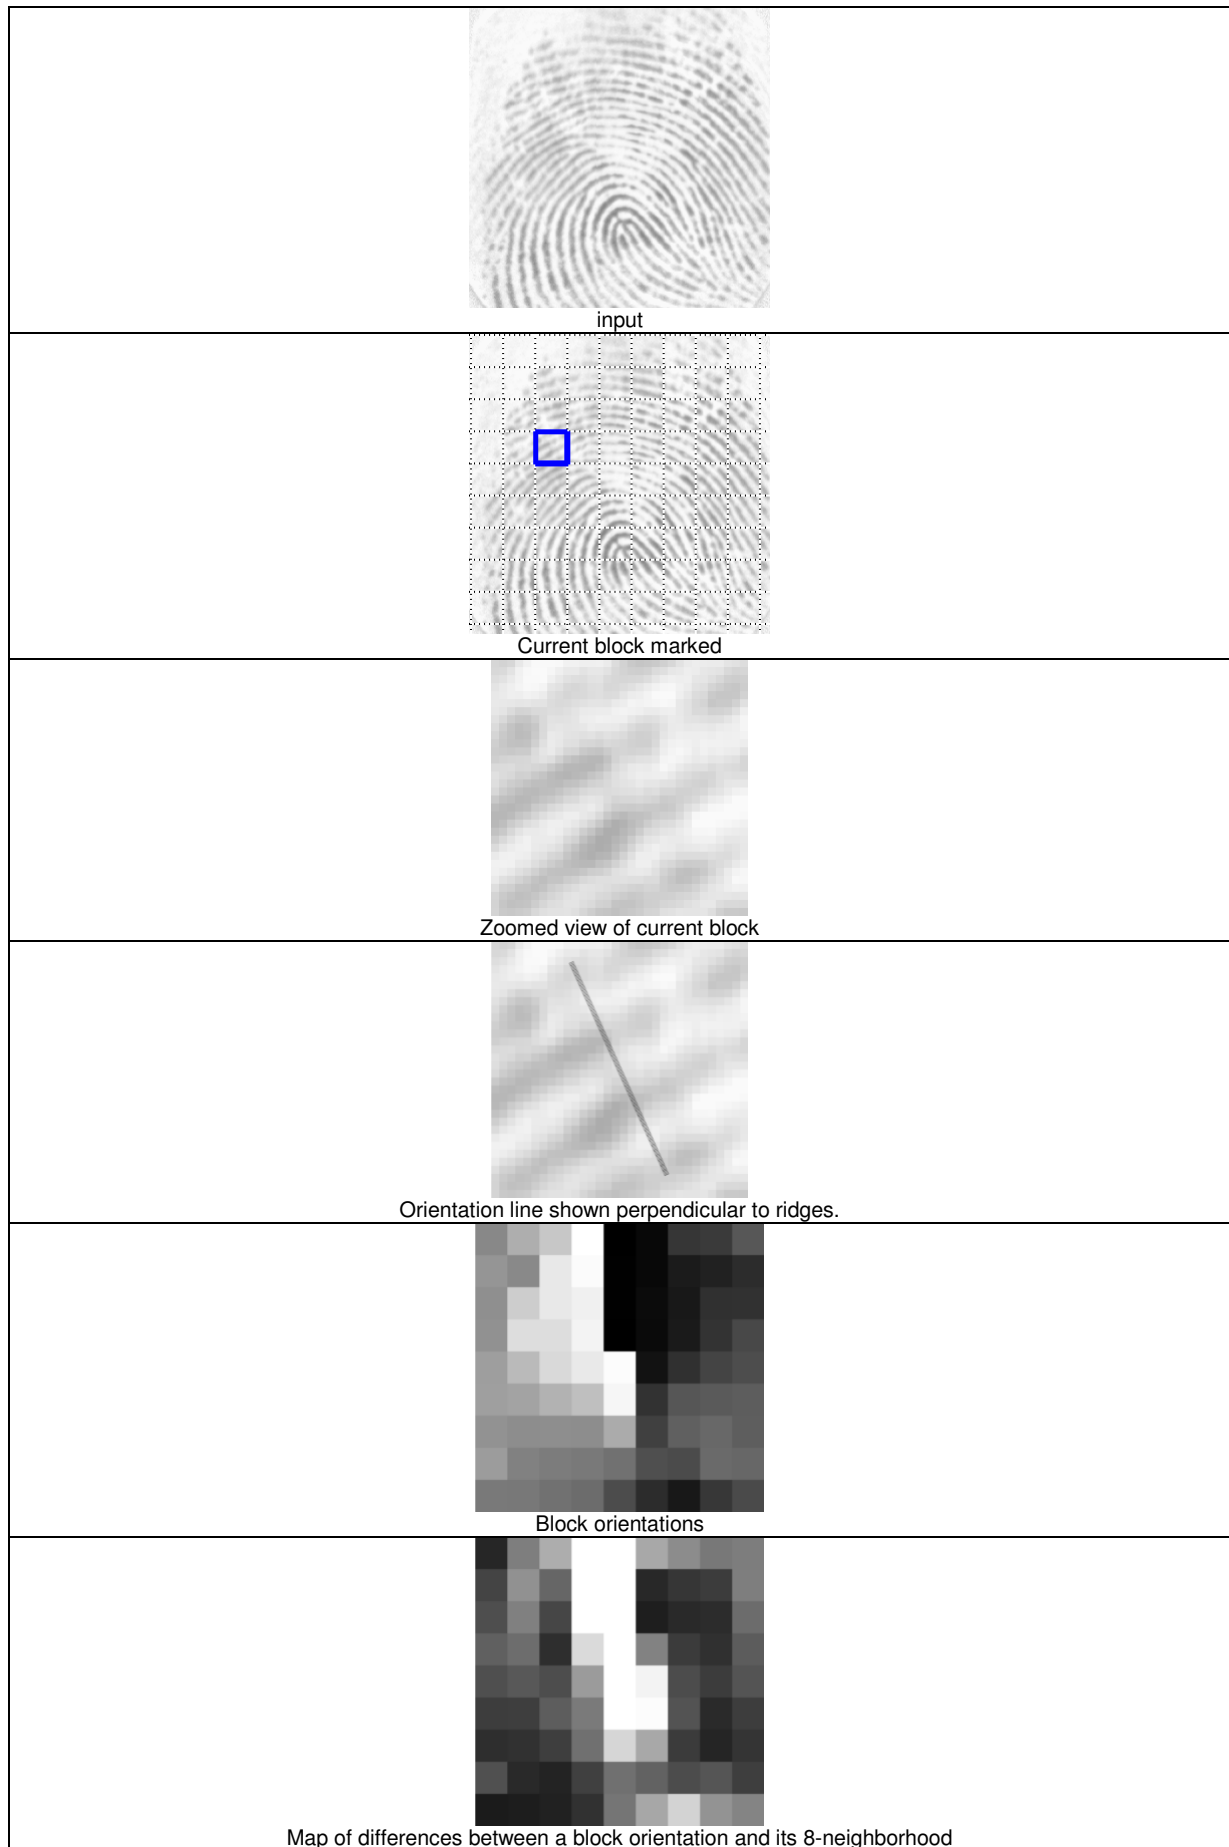 input
Current block marked
Zoomed view of current block
Orientation line shown perpendicular to ridges.
Block orientations
Map of differences between a block orientation and its 8-neighborhood